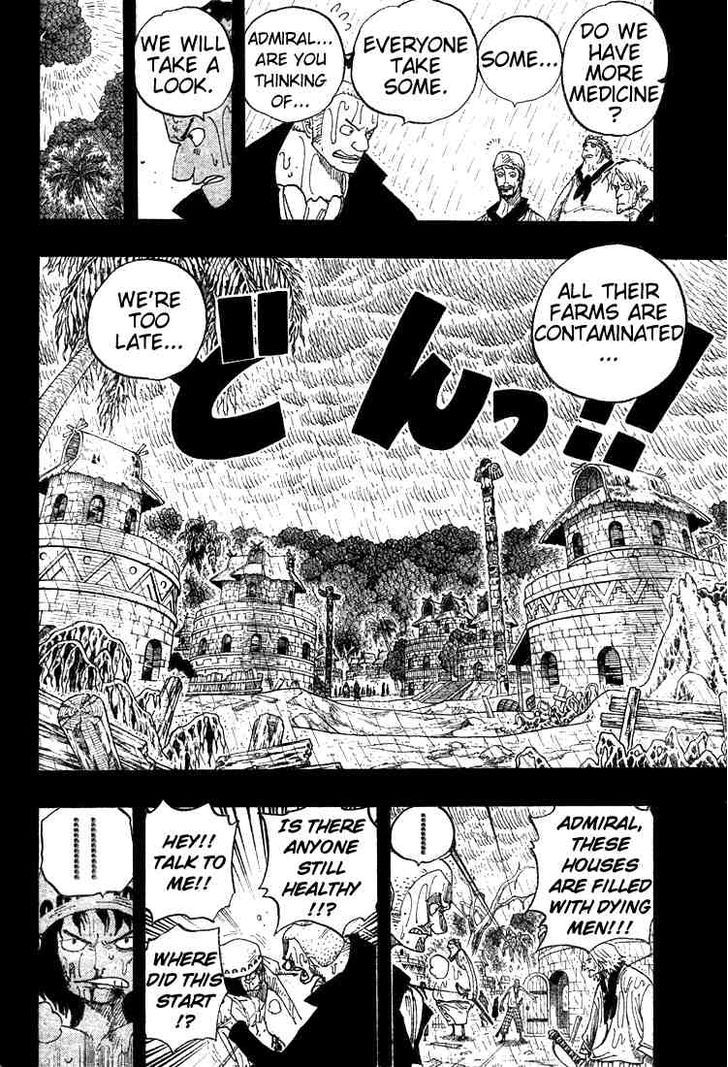 DO WE
HAVE
MORE
MEDICINE
?
SOME...
EVERYONE
TAKE
SOME.
ADMIRAL...
ARE YOU
THINKING
OF...
WE WILL
TAKE A
LOOK.
ALL THEIR
FARMS ARE
CONTAMINATED
...
WE'RE
TOO
LATE...
どんっ!!
ADMIRAL,
THESE
HOUSES
ARE FILLED
WITH DYING
MEN!!!
IS THERE
ANYONE
STILL
HEALTHY
!!?
HEY!!
TALK TO
ME!!
WHERE
DID THIS
START
!?